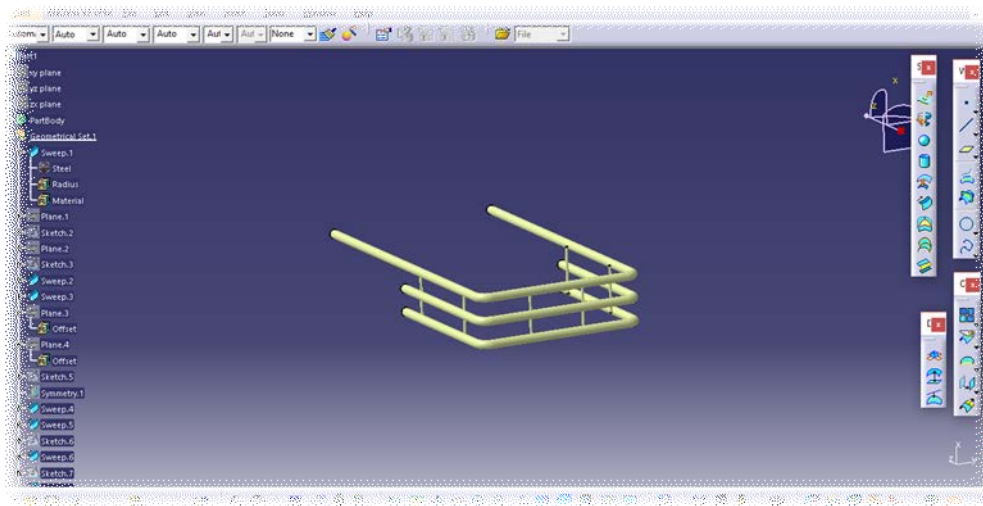 Auto Auto Auto Aut Aut None File
xy plane
yz plane
zx plane
PartBody
Geometrical Set.1
Sweep.1
Steel
Radius
Material
Plane.1
Sketch.2
Plane.2
Sketch.3
Sweep.2
Sweep.3
Plane.3
Offset
Plane.4
Offset
Sketch.5
Symmetry.1
Sweep.4
Sweep.5
Sketch.6
Sweep.6
Sketch.7